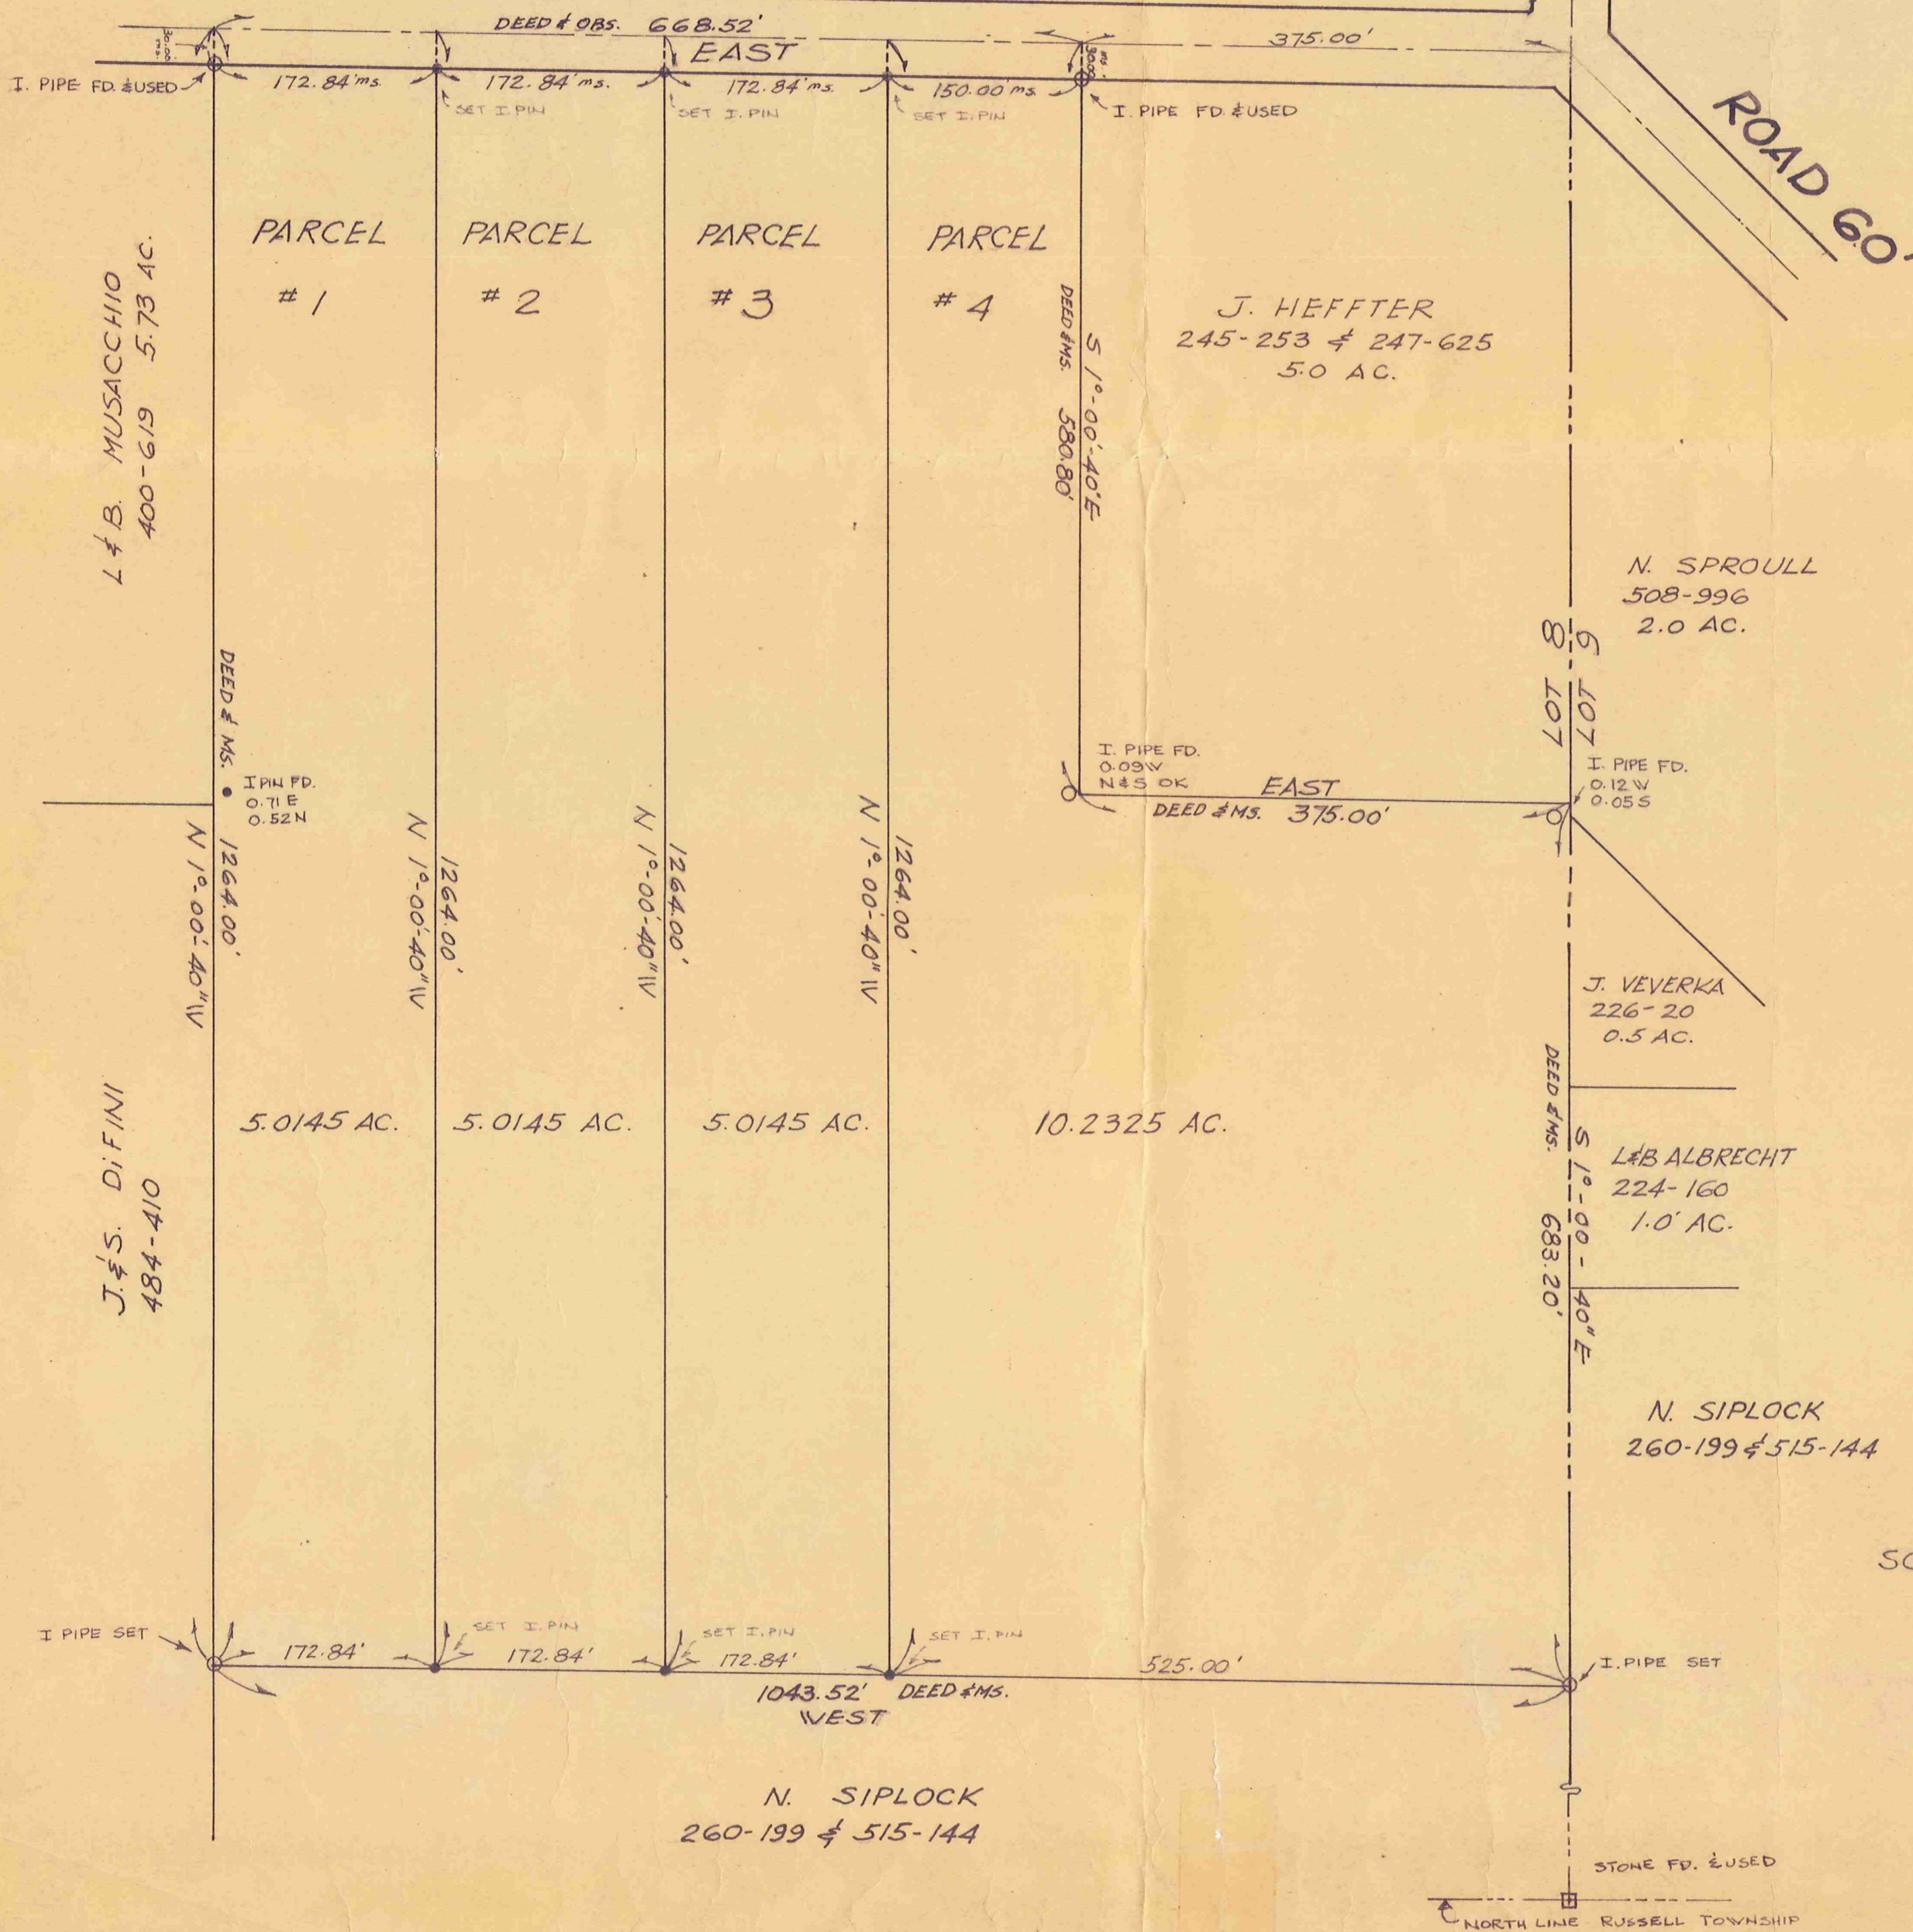 DEED & OBS. 668.52'
EAST
375.00'
30.00' ms.
30.00' ms.
I. PIPE FD. & USED
172.84' ms.
172.84' ms.
172.84' ms.
150.00' ms.
SET I. PIN
SET I. PIN
SET I. PIN
I. PIPE FD. & USED
ROAD 60'
PARCEL
# 1
PARCEL
# 2
PARCEL
# 3
PARCEL
# 4
L & B. MUSACCHIO
400-619 5.73 AC.
DEED & MS. 580.80'
S 1°-00'-40" E
J. HEFFTER
245-253 & 247-625
5.0 AC.
N. SPROULL
508-996
2.0 AC.
LOT 8
LOT 9
DEED & MS. 1264.00'
N 1°-00'-40" W
I PIN FD.
0.71 E
0.52 N
1264.00'
N 1°-00'-40" W
1264.00'
N 1°-00'-40" W
1264.00'
N 1°-00'-40" W
I. PIPE FD.
0.09 W
N & S OK
EAST
DEED & MS. 375.00'
I. PIPE FD.
0.12 W
0.05 S
J. VEVERKA
226-20
0.5 AC.
J. & S. DiFINI
484-410
5.0145 AC.
5.0145 AC.
5.0145 AC.
10.2325 AC.
DEED & MS. 683.20'
S 1°-00-40" E
L & B ALBRECHT
224-160
1.0' AC.
N. SIPLOCK
260-199 & 515-144
SC
I PIPE SET
172.84'
SET I. PIN
172.84'
SET I. PIN
172.84'
SET I. PIN
525.00'
I. PIPE SET
1043.52' DEED & MS.
WEST
N. SIPLOCK
260-199 & 515-144
STONE FD. & USED
NORTH LINE RUSSELL TOWNSHIP